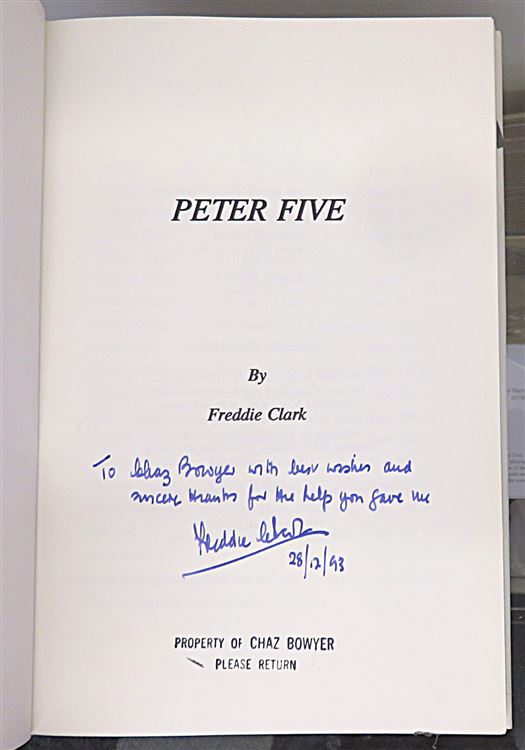 PETER FIVE
By
Freddie Clark
To Chaz Bowyer with best wishes and
sincere thanks for the help you gave me
Freddie Clark
28/12/93
PROPERTY OF CHAZ BOWYER
PLEASE RETURN